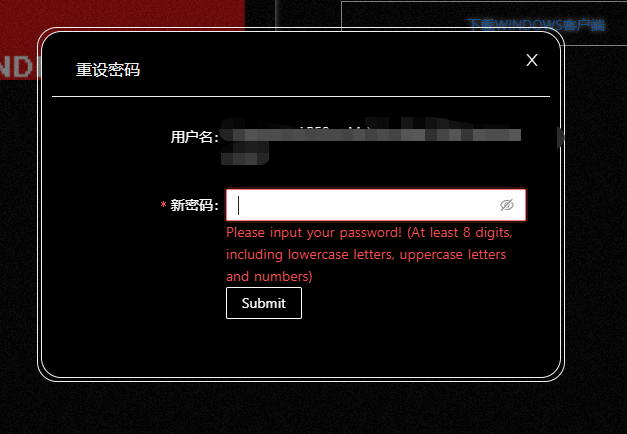 下载WINDOWS客户端
重设密码
用户名:
* 新密码:
Please input your password! (At least 8 digits,
including lowercase letters, uppercase letters
and numbers)
Submit